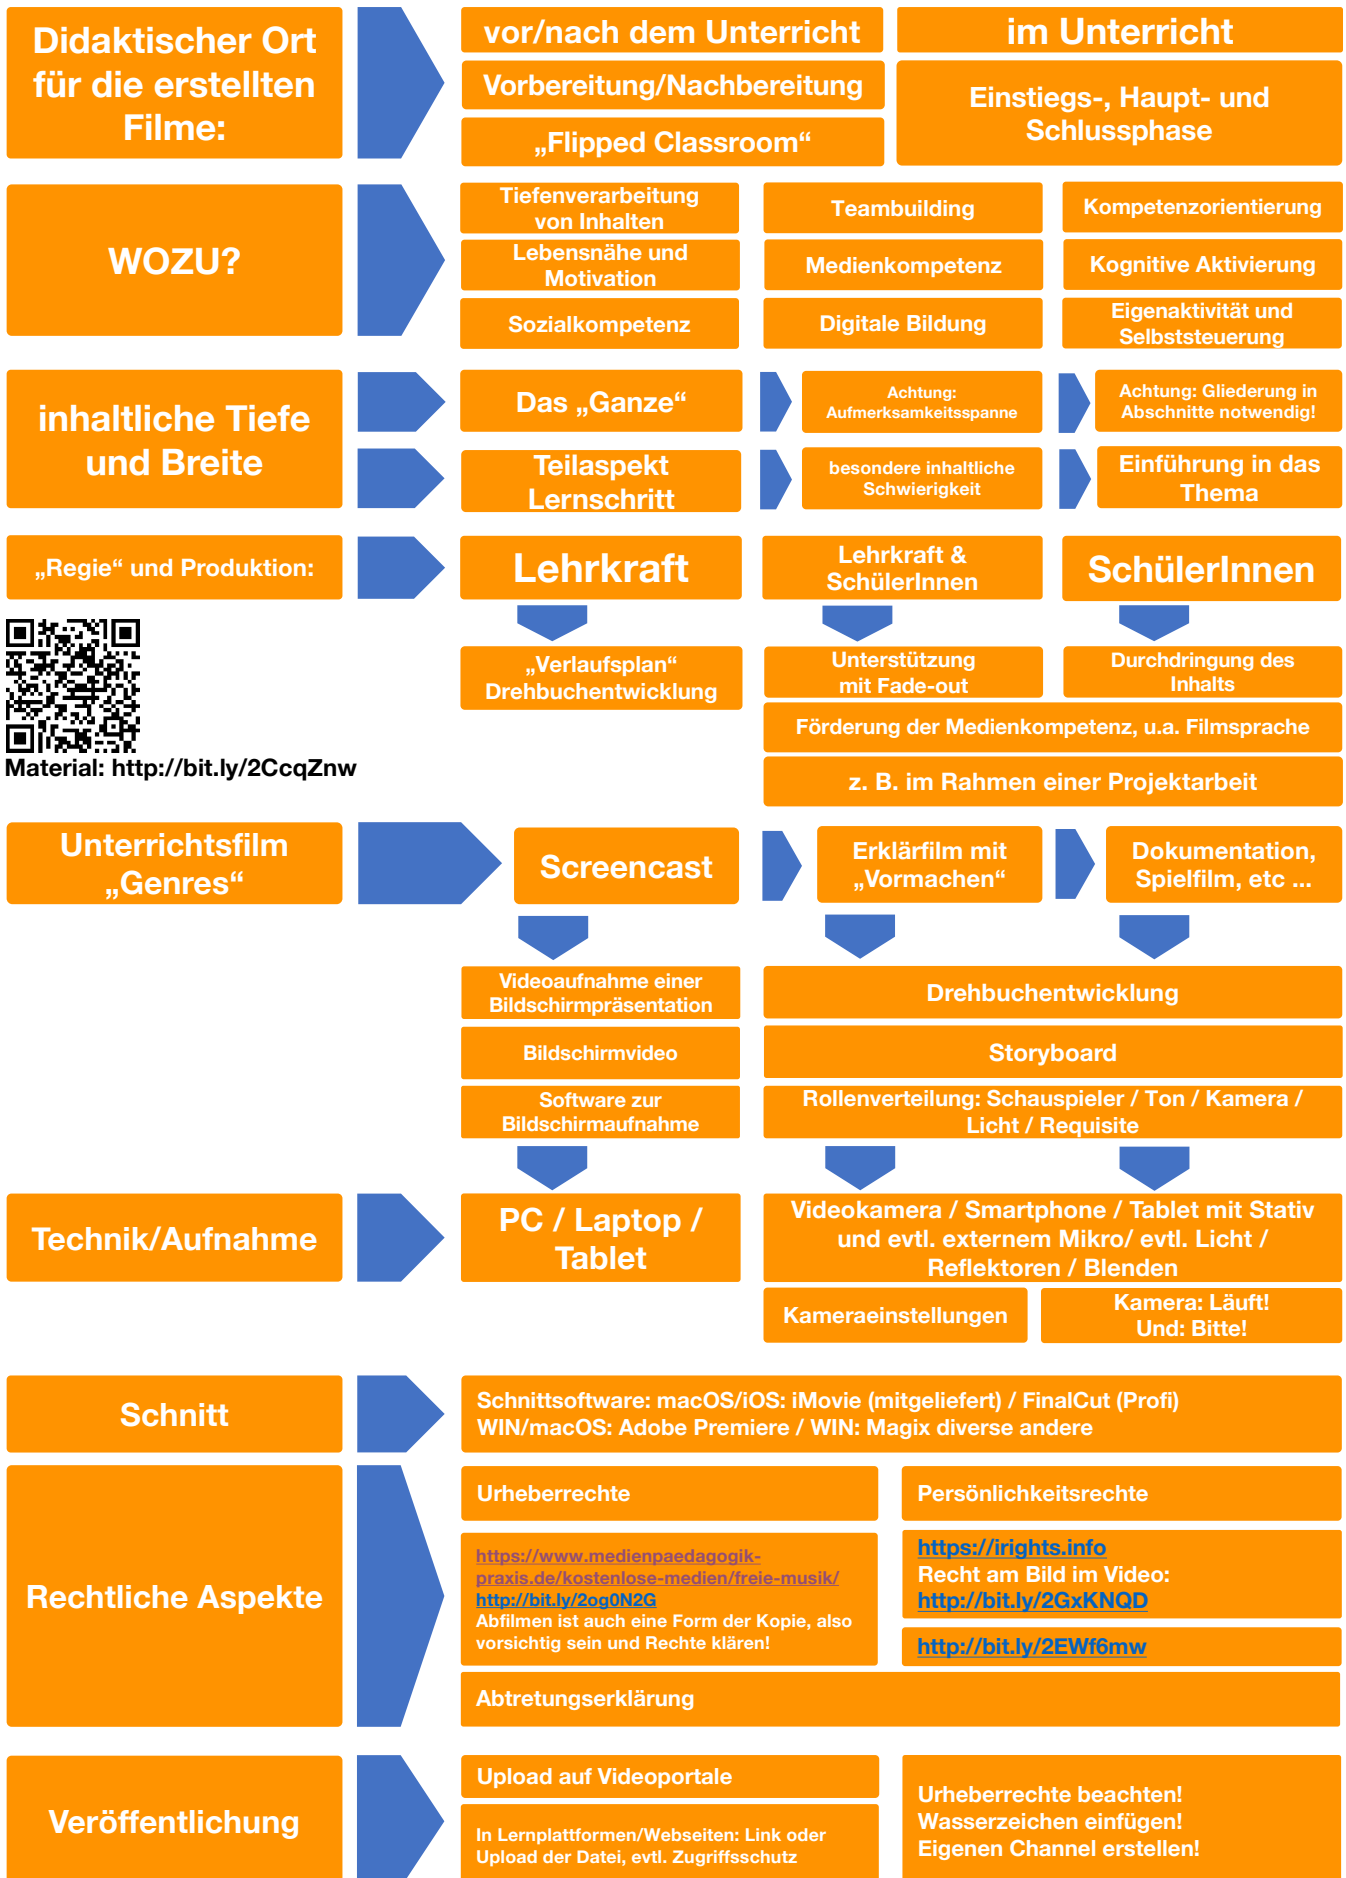 Didaktischer Ort
für die erstellten
Filme:
vor/nach dem Unterricht
im Unterricht
Vorbereitung/Nachbereitung
„Flipped Classroom“
Einstiegs-, Haupt- und
Schlussphase
WOZU?
Tiefenverarbeitung
von Inhalten
Teambuilding
Kompetenzorientierung
Lebensnähe und
Motivation
Medienkompetenz
Kognitive Aktivierung
Sozialkompetenz
Digitale Bildung
Eigenaktivität und
Selbststeuerung
inhaltliche Tiefe
und Breite
Das „Ganze“
Achtung:
Aufmerksamkeitsspanne
Achtung: Gliederung in
Abschnitte notwendig!
Teilaspekt
Lernschritt
besondere inhaltliche
Schwierigkeit
Einführung in das
Thema
„Regie“ und Produktion:
Lehrkraft
Lehrkraft &
SchülerInnen
SchülerInnen
„Verlaufsplan“
Drehbuchentwicklung
Unterstützung
mit Fade-out
Durchdringung des
Inhalts
Förderung der Medienkompetenz, u.a. Filmsprache
z. B. im Rahmen einer Projektarbeit
Material: http://bit.ly/2CcqZnw
Unterrichtsfilm
„Genres“
Screencast
Erklärfilm mit
„Vormachen“
Dokumentation,
Spielfilm, etc ...
Videoaufnahme einer
Bildschirmpräsentation
Drehbuchentwicklung
Bildschirmvideo
Storyboard
Software zur
Bildschirmaufnahme
Rollenverteilung: Schauspieler / Ton / Kamera /
Licht / Requisite
Technik/Aufnahme
PC / Laptop /
Tablet
Videokamera / Smartphone / Tablet mit Stativ
und evtl. externem Mikro/ evtl. Licht /
Reflektoren / Blenden
Kameraeinstellungen
Kamera: Läuft!
Und: Bitte!
Schnitt
Schnittsoftware: macOS/iOS: iMovie (mitgeliefert) / FinalCut (Profi)
WIN/macOS: Adobe Premiere / WIN: Magix diverse andere
Rechtliche Aspekte
Urheberrechte
Persönlichkeitsrechte
https://www.medienpaedagogik-
praxis.de/kostenlose-medien/freie-musik/
http://bit.ly/2og0N2G
Abfilmen ist auch eine Form der Kopie, also
vorsichtig sein und Rechte klären!
https://irights.info
Recht am Bild im Video:
http://bit.ly/2GxKNQD
http://bit.ly/2EWf6mw
Abtretungserklärung
Veröffentlichung
Upload auf Videoportale
In Lernplattformen/Webseiten: Link oder
Upload der Datei, evtl. Zugriffsschutz
Urheberrechte beachten!
Wasserzeichen einfügen!
Eigenen Channel erstellen!